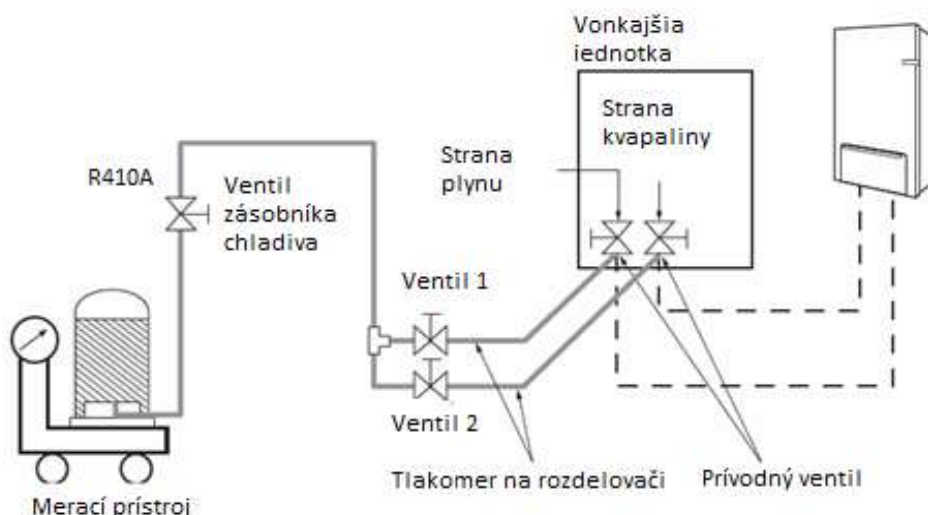 Vonkajšia
iednotka
Strana
kvapaliny
Strana
plynu
R410A
Ventil
zásobníka
chladiva
Ventil 1
Ventil 2
Tlakomer na rozdelovači
Prívodný ventil
Merací prístroj